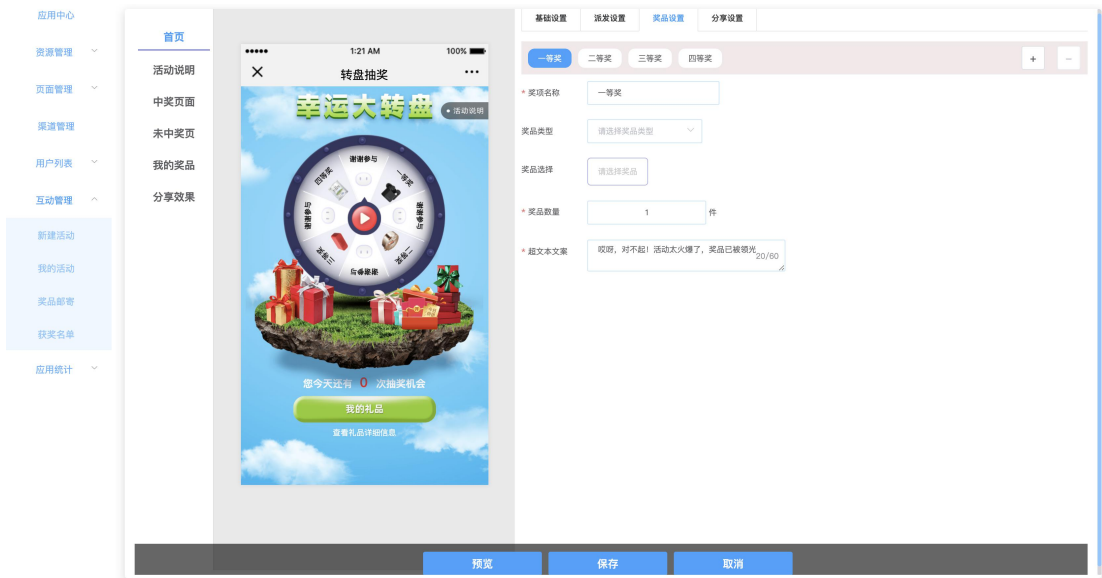 应用中心
资源管理
页面管理
渠道管理
用户列表
互动管理
新建活动
我的活动
奖品邮寄
获奖名单
应用统计
首页
活动说明
中奖页面
未中奖页
我的奖品
分享效果
1:21 AM 100%
转盘抽奖
幸运大转盘
活动说明
谢谢参与
一等奖
谢谢参与
二等奖
谢谢参与
三等奖
谢谢参与
四等奖
您今天还有 0 次抽奖机会
我的礼品
查看礼品详细信息
基础设置 派发设置 奖品设置 分享设置
一等奖 二等奖 三等奖 四等奖 + −
* 奖项名称 一等奖
奖品类型 请选择奖品类型
奖品选择 请选择奖品
* 奖品数量 1 件
* 超文本文案 哎呀，对不起！活动太火爆了，奖品已被领光
20/60
预览 保存 取消